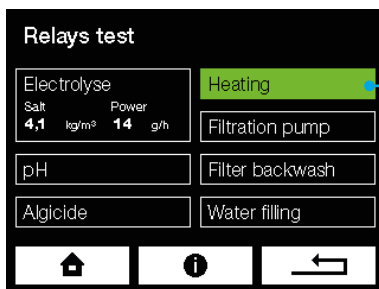 Relays test
Electrolyse
Salt Power
4,1 kg/m³ 14 g/h
pH
Algicide
Heating
Filtration pump
Filter backwash
Water filling